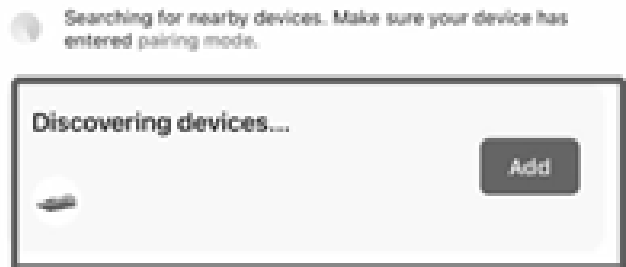 Searching for nearby devices. Make sure your device has
entered pairing mode.
Discovering devices...
Add